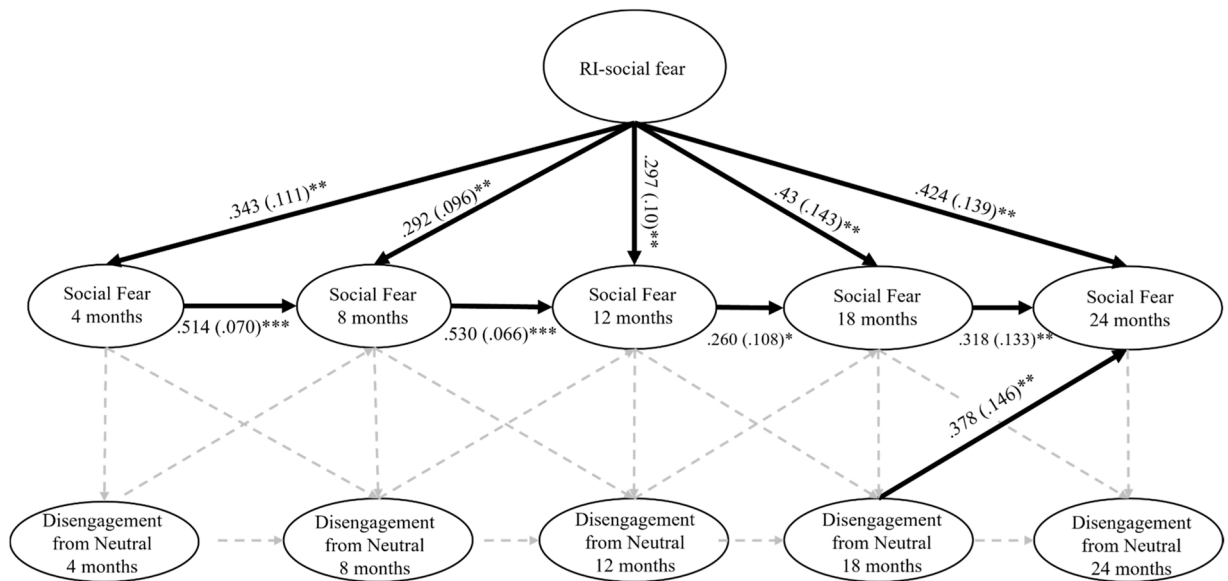 RI-social fear
.343 (.111)**
.292 (.096)**
.297 (.10)**
.43 (.143)**
.424 (.139)**
Social Fear
4 months
Social Fear
8 months
Social Fear
12 months
Social Fear
18 months
Social Fear
24 months
.514 (.070)***
.530 (.066)***
.260 (.108)*
.318 (.133)**
.378 (.146)**
Disengagement
from Neutral
4 months
Disengagement
from Neutral
8 months
Disengagement
from Neutral
12 months
Disengagement
from Neutral
18 months
Disengagement
from Neutral
24 months